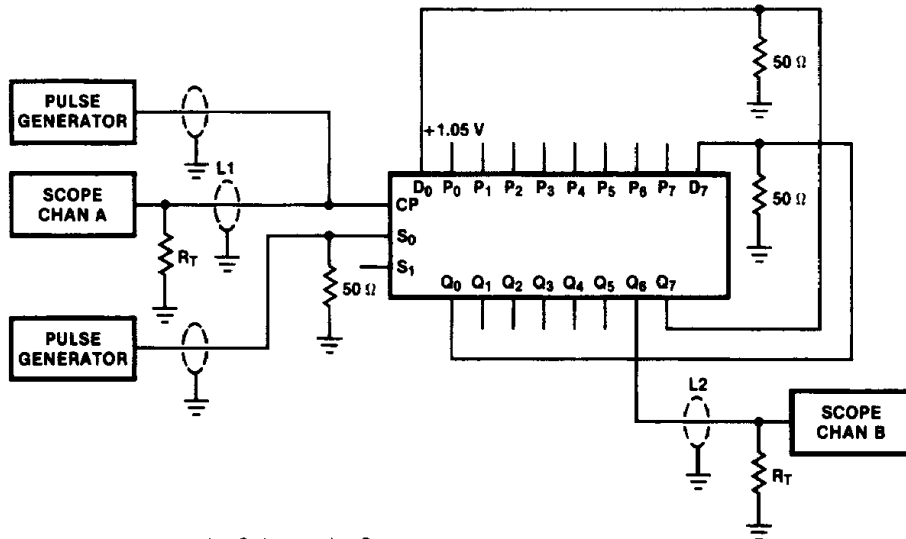 50 Ω
PULSE
GENERATOR
+1.05 V
L1
SCOPE
CHAN A
D0 P0 P1 P2 P3 P4 P5 P6 P7 D7
50 Ω
CP
RT
S0
S1
50 Ω
Q0 Q1 Q2 Q3 Q4 Q5 Q6 Q7
PULSE
GENERATOR
L2
SCOPE
CHAN B
RT